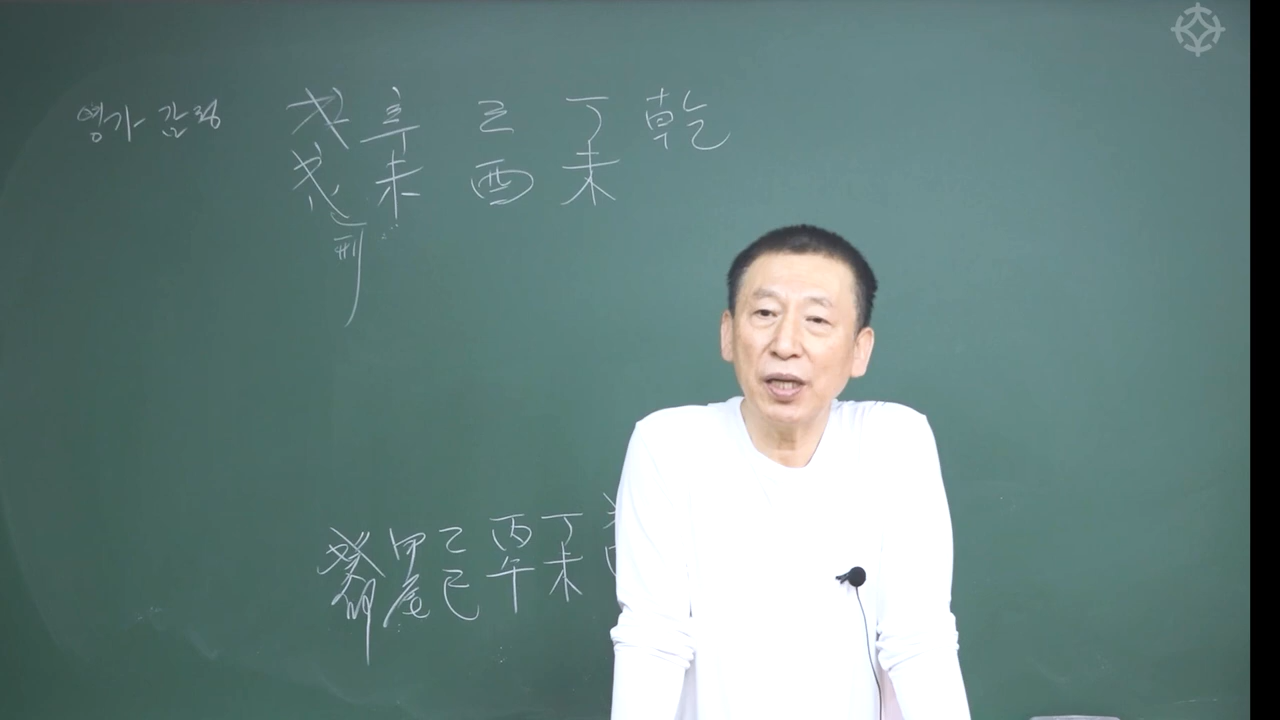 영가 감정 戊 辛 己 丁 乾
戌 未 酉 未
刑
癸 甲 乙 丙 丁
卯 辰 巳 午 未